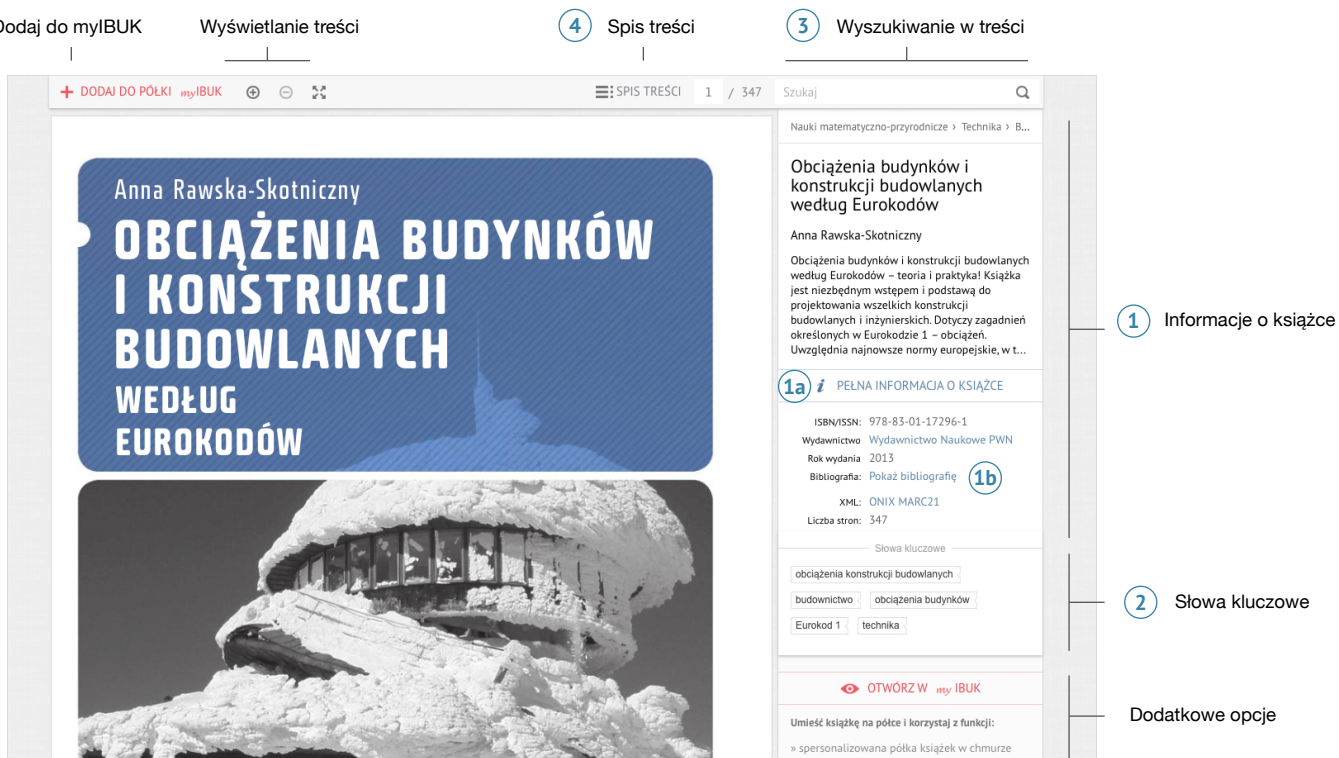 Dodaj do myIBUK
Wyświetlanie treści
4 Spis treści
3 Wyszukiwanie w treści
+ DODAJ DO PÓŁKI myIBUK
SPIS TREŚCI 1 / 347
Szukaj
Anna Rawska-Skotniczny
OBCIĄŻENIA BUDYNKÓW
I KONSTRUKCJI
BUDOWLANYCH
WEDŁUG
EUROKODÓW
Nauki matematyczno-przyrodnicze › Technika › B...
Obciążenia budynków i
konstrukcji budowlanych
według Eurokodów
Anna Rawska-Skotniczny
Obciążenia budynków i konstrukcji budowlanych
według Eurokodów – teoria i praktyka! Książka
jest niezbędnym wstępem i podstawą do
projektowania wszelkich konstrukcji
budowlanych i inżynierskich. Dotyczy zagadnień
określonych w Eurokodzie 1 – obciążeń.
Uwzględnia najnowsze normy europejskie, w t...
1a i PEŁNA INFORMACJA O KSIĄŻCE
ISBN/ISSN: 978-83-01-17296-1
Wydawnictwo Wydawnictwo Naukowe PWN
Rok wydania 2013
Bibliografia: Pokaż bibliografię 1b
XML: ONIX MARC21
Liczba stron: 347
Słowa kluczowe
obciążenia konstrukcji budowlanych
budownictwo obciążenia budynków
Eurokod 1 technika
OTWÓRZ W my IBUK
Umieść książkę na półce i korzystaj z funkcji:
» spersonalizowana półka książek w chmurze
1 Informacje o książce
2 Słowa kluczowe
Dodatkowe opcje